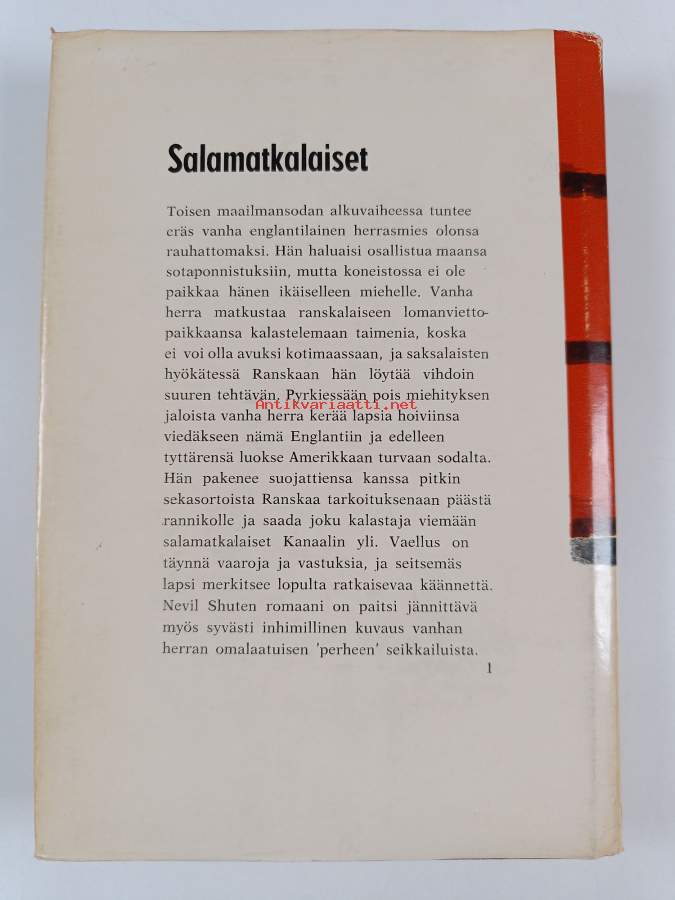 Salamatkalaiset
Toisen maailmansodan alkuvaiheessa tuntee
eräs vanha englantilainen herrasmies olonsa
rauhattomaksi. Hän haluaisi osallistua maansa
sotaponnistuksiin, mutta koneistossa ei ole
paikkaa hänen ikäiselleen miehelle. Vanha
herra matkustaa ranskalaiseen lomanvietto-
paikkaansa kalastelemaan taimenia, koska
ei voi olla avuksi kotimaassaan, ja saksalaisten
hyökätessä Ranskaan hän löytää vihdoin
suuren tehtävän. Pyrkiessään pois miehityksen
Antikvariaatti.net
jaloista vanha herra kerää lapsia hoiviinsa
viedäkseen nämä Englantiin ja edelleen
tyttärensä luokse Amerikkaan turvaan sodalta.
Hän pakenee suojattiensa kanssa pitkin
sekasortoista Ranskaa tarkoituksenaan päästä
rannikolle ja saada joku kalastaja viemään
salamatkalaiset Kanaalin yli. Vaellus on
täynnä vaaroja ja vastuksia, ja seitsemäs
lapsi merkitsee lopulta ratkaisevaa käännettä.
Nevil Shuten romaani on paitsi jännittävä
myös syvästi inhimillinen kuvaus vanhan
herran omalaatuisen 'perheen' seikkailuista.
1